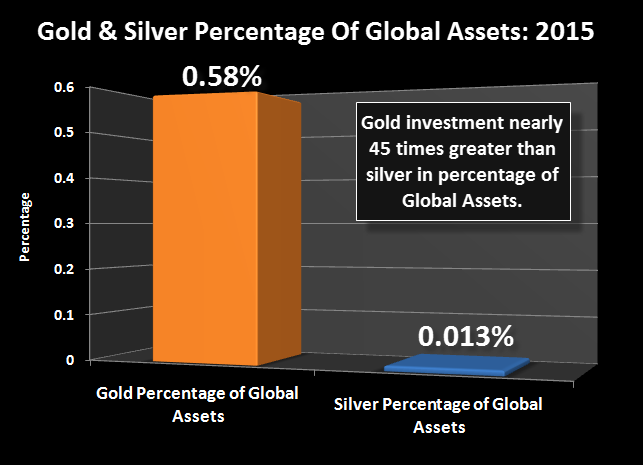 Gold & Silver Percentage Of Global Assets: 2015
0.58%
0.6
0.5
0.4
0.3
0.2
0.1
0
Percentage
Gold investment nearly
45 times greater than
silver in percentage of
Global Assets.
0.013%
Gold Percentage of Global
Assets
Silver Percentage of Global
Assets